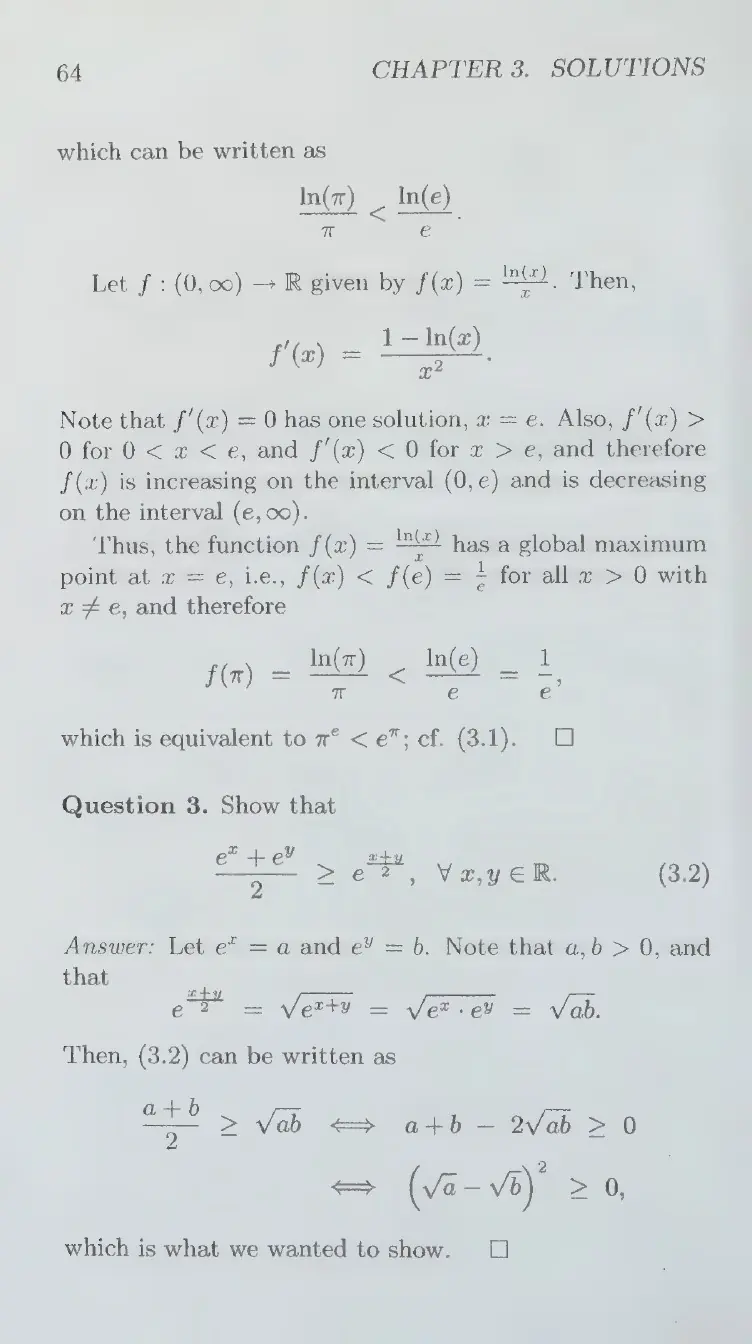 64 CHAPTER 3. SOLUTIONS
which can be written as
ln(π)/π < ln(e)/e.
Let f : (0, ∞) → ℝ given by f(x) = ln(x)/x. Then,
f′(x) = (1 − ln(x))/x².
Note that f′(x) = 0 has one solution, x = e. Also, f′(x) >
0 for 0 < x < e, and f′(x) < 0 for x > e, and therefore
f(x) is increasing on the interval (0, e) and is decreasing
on the interval (e, ∞).
Thus, the function f(x) = ln(x)/x has a global maximum
point at x = e, i.e., f(x) < f(e) = 1/e for all x > 0 with
x ≠ e, and therefore
f(π) = ln(π)/π < ln(e)/e = 1/e,
which is equivalent to π^e < e^π; cf. (3.1). □
Question 3. Show that
(e^x + e^y)/2 ≥ e^((x+y)/2), ∀ x, y ∈ ℝ. (3.2)
Answer: Let e^x = a and e^y = b. Note that a, b > 0, and
that
e^((x+y)/2) = √(e^(x+y)) = √(e^x · e^y) = √(ab).
Then, (3.2) can be written as
(a + b)/2 ≥ √(ab) ⟺ a + b − 2√(ab) ≥ 0
⟺ (√a − √b)² ≥ 0,
which is what we wanted to show. □